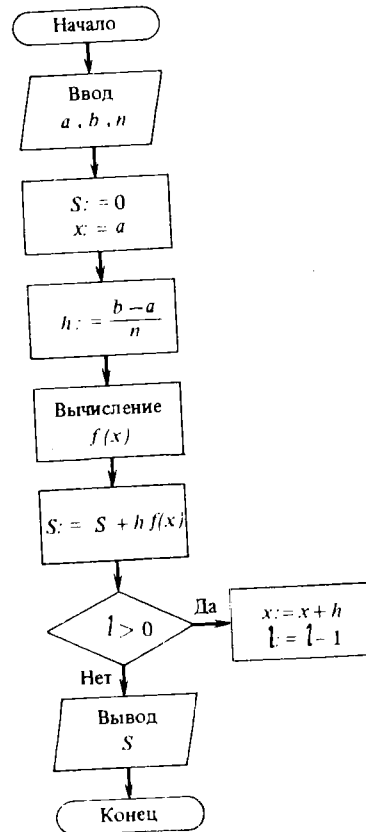 Начало
Ввод
a, b, n
S: = 0
x: = a
h: = b − a / n
Вычисление
f(x)
S: = S + h f(x)
l > 0
Да
x: = x + h
l: = l − 1
Нет
Вывод
S
Конец